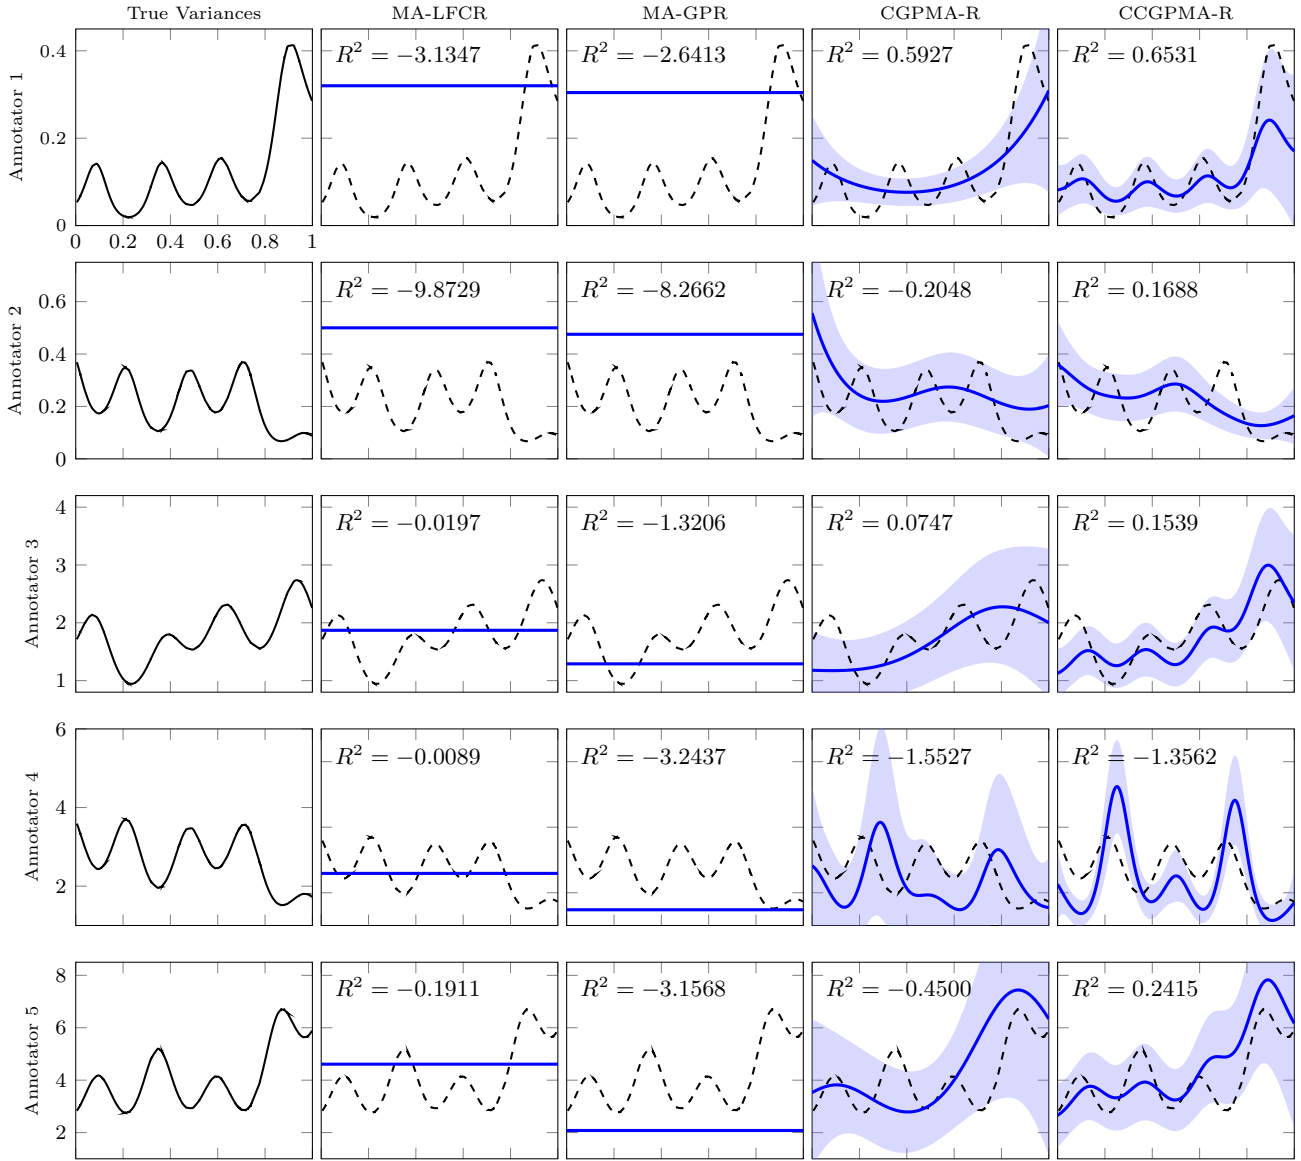 True Variances MA-LFCR MA-GPR CGPMA-R CCGPMA-R
Annotator 1
0.4
0.2
0
R² = −3.1347 R² = −2.6413 R² = 0.5927 R² = 0.6531
0 0.2 0.4 0.6 0.8 1
Annotator 2
0.6
0.4
0.2
0
R² = −9.8729 R² = −8.2662 R² = −0.2048 R² = 0.1688
Annotator 3
4
3
2
1
R² = −0.0197 R² = −1.3206 R² = 0.0747 R² = 0.1539
Annotator 4
6
4
2
R² = −0.0089 R² = −3.2437 R² = −1.5527 R² = −1.3562
Annotator 5
8
6
4
2
R² = −0.1911 R² = −3.1568 R² = −0.4500 R² = 0.2415